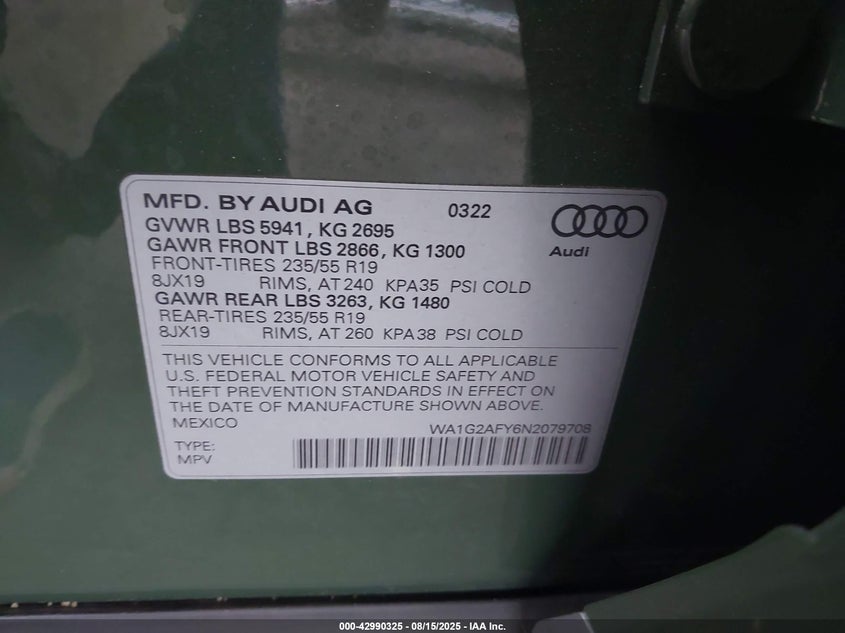 MFD. BY AUDI AG 0322
GVWR LBS 5941, KG 2695
GAWR FRONT LBS 2866, KG 1300
Audi
FRONT-TIRES 235/55 R19
8JX19 RIMS, AT 240 KPA35 PSI COLD
GAWR REAR LBS 3263, KG 1480
REAR-TIRES 235/55 R19
8JX19 RIMS, AT 260 KPA38 PSI COLD
THIS VEHICLE CONFORMS TO ALL APPLICABLE
U.S. FEDERAL MOTOR VEHICLE SAFETY AND
THEFT PREVENTION STANDARDS IN EFFECT ON
THE DATE OF MANUFACTURE SHOWN ABOVE.
MEXICO WA1G2AFY6N2079708
TYPE:
MPV
000-42990325 - 08/15/2025 - IAA Inc.